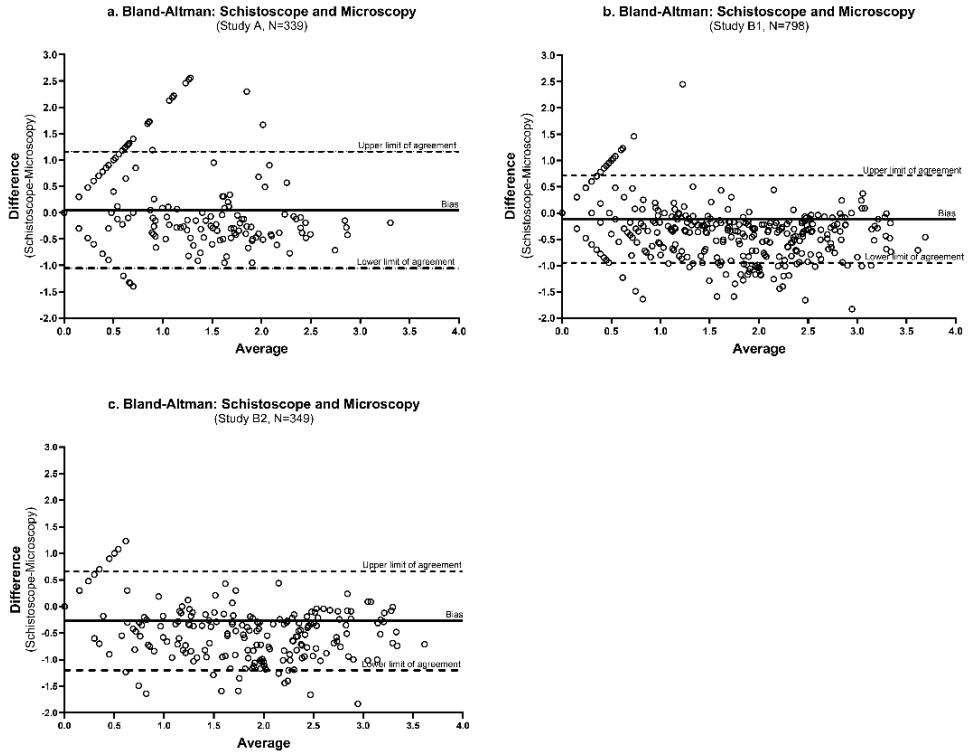 a. Bland-Altman: Schistoscope and Microscopy
(Study A, N=339)
3.0
2.5
2.0
1.5
1.0
0.5
0.0
-0.5
-1.0
-1.5
-2.0
Difference
(Schistoscope-Microscopy)
Upper limit of agreement
Bias
Lower limit of agreement
0.0 0.5 1.0 1.5 2.0 2.5 3.0 3.5 4.0
Average
b. Bland-Altman: Schistoscope and Microscopy
(Study B1, N=798)
3.0
2.5
2.0
1.5
1.0
0.5
0.0
-0.5
-1.0
-1.5
-2.0
Difference
(Schistoscope-Microscopy)
Upper limit of agreement
Bias
Lower limit of agreement
0.0 0.5 1.0 1.5 2.0 2.5 3.0 3.5 4.0
Average
c. Bland-Altman: Schistoscope and Microscopy
(Study B2, N=349)
3.0
2.5
2.0
1.5
1.0
0.5
0.0
-0.5
-1.0
-1.5
-2.0
Difference
(Schistoscope-Microscopy)
Upper limit of agreement
Bias
Lower limit of agreement
0.0 0.5 1.0 1.5 2.0 2.5 3.0 3.5 4.0
Average